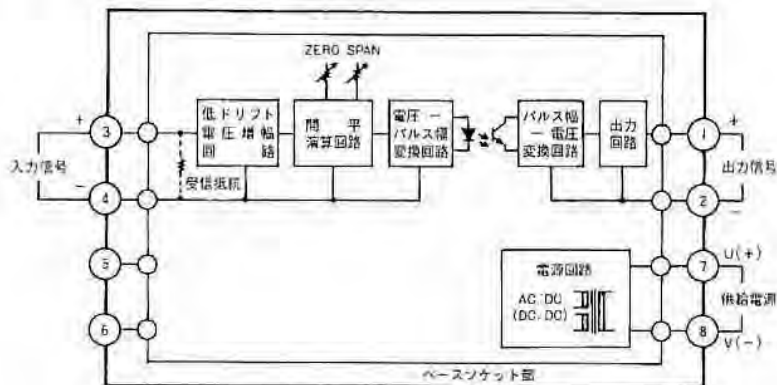 ZERO SPAN
低ドリフト
電圧増幅
回路
開平
演算回路
電圧ー
パルス幅
変換回路
パルス幅
ー電圧
変換回路
出力
回路
+
3
入力信号
受信抵抗
−
4
5
6
+
1
出力信号
2
−
電源回路
AC/DC
(DC/DC)
U(+)
7
供給電源
8
V(−)
ベースソケット部